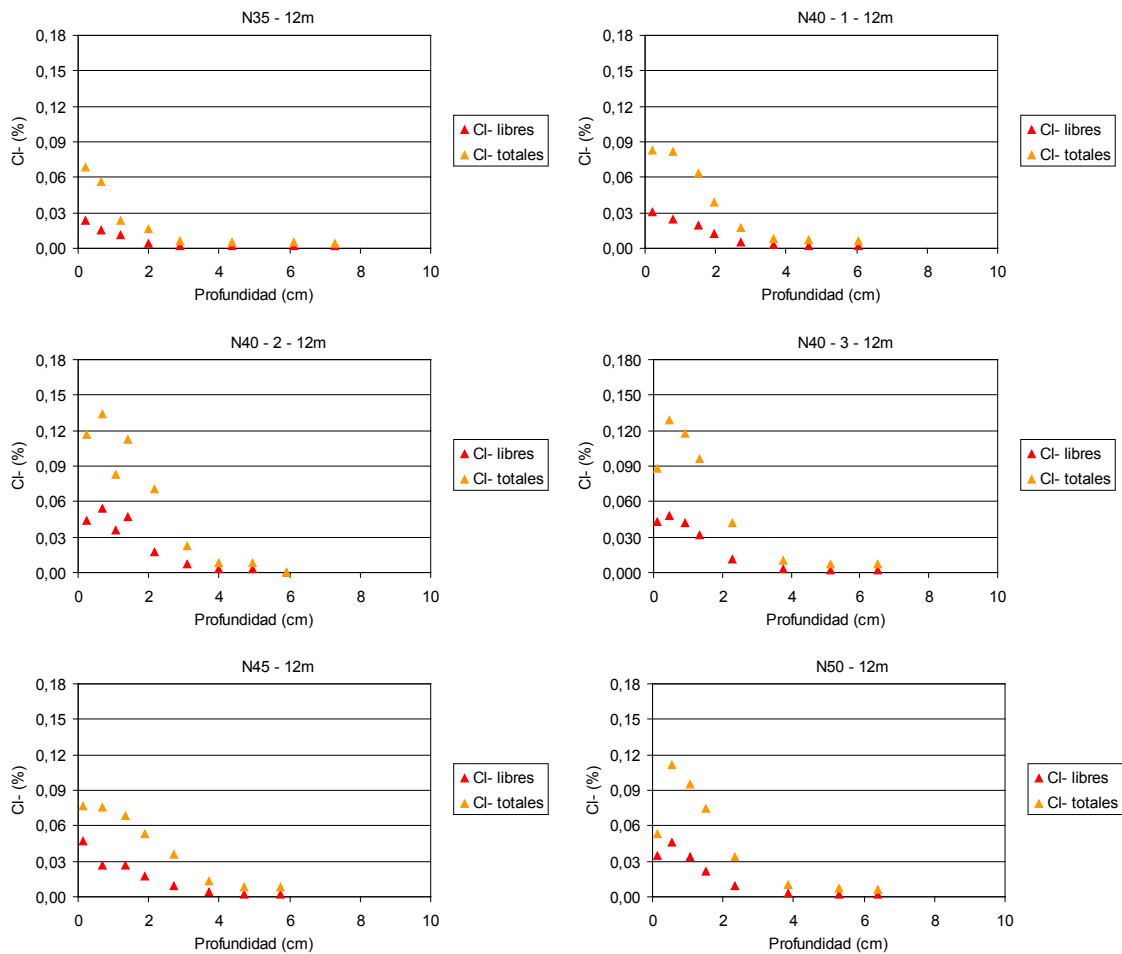 N35 - 12m
0,18
0,15
0,12
0,09
0,06
0,03
0,00
0 2 4 6 8 10
Profundidad (cm)
Cl- (%)
Cl- libres
Cl- totales
N40 - 1 - 12m
0,18
0,15
0,12
0,09
0,06
0,03
0,00
0 2 4 6 8 10
Profundidad (cm)
Cl- (%)
Cl- libres
Cl- totales
N40 - 2 - 12m
0,18
0,15
0,12
0,09
0,06
0,03
0,00
0 2 4 6 8 10
Profundidad (cm)
Cl- (%)
Cl- libres
Cl- totales
N40 - 3 - 12m
0,180
0,150
0,120
0,090
0,060
0,030
0,000
0 2 4 6 8 10
Profundidad (cm)
Cl- (%)
Cl- libres
Cl- totales
N45 - 12m
0,18
0,15
0,12
0,09
0,06
0,03
0,00
0 2 4 6 8 10
Profundidad (cm)
Cl- (%)
Cl- libres
Cl- totales
N50 - 12m
0,18
0,15
0,12
0,09
0,06
0,03
0,00
0 2 4 6 8 10
Profundidad (cm)
Cl- (%)
Cl- libres
Cl- totales